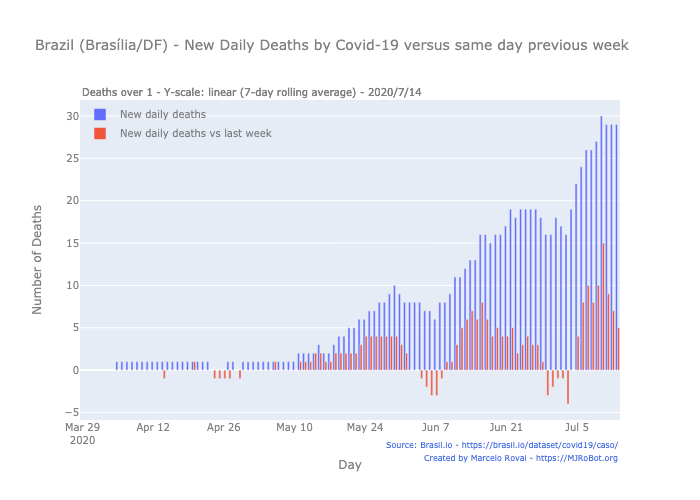 Brazil (Brasília/DF) - New Daily Deaths by Covid-19 versus same day previous week
Deaths over 1 - Y-scale: linear (7-day rolling average) - 2020/7/14
New daily deaths
New daily deaths vs last week
Number of Deaths
30
25
20
15
10
5
0
−5
Mar 29 Apr 12 Apr 26 May 10 May 24 Jun 7 Jun 21 Jul 5
2020
Day
Source: Brasil.io - https://brasil.io/dataset/covid19/caso/
Created by Marcelo Rovai - https://MJRoBot.org